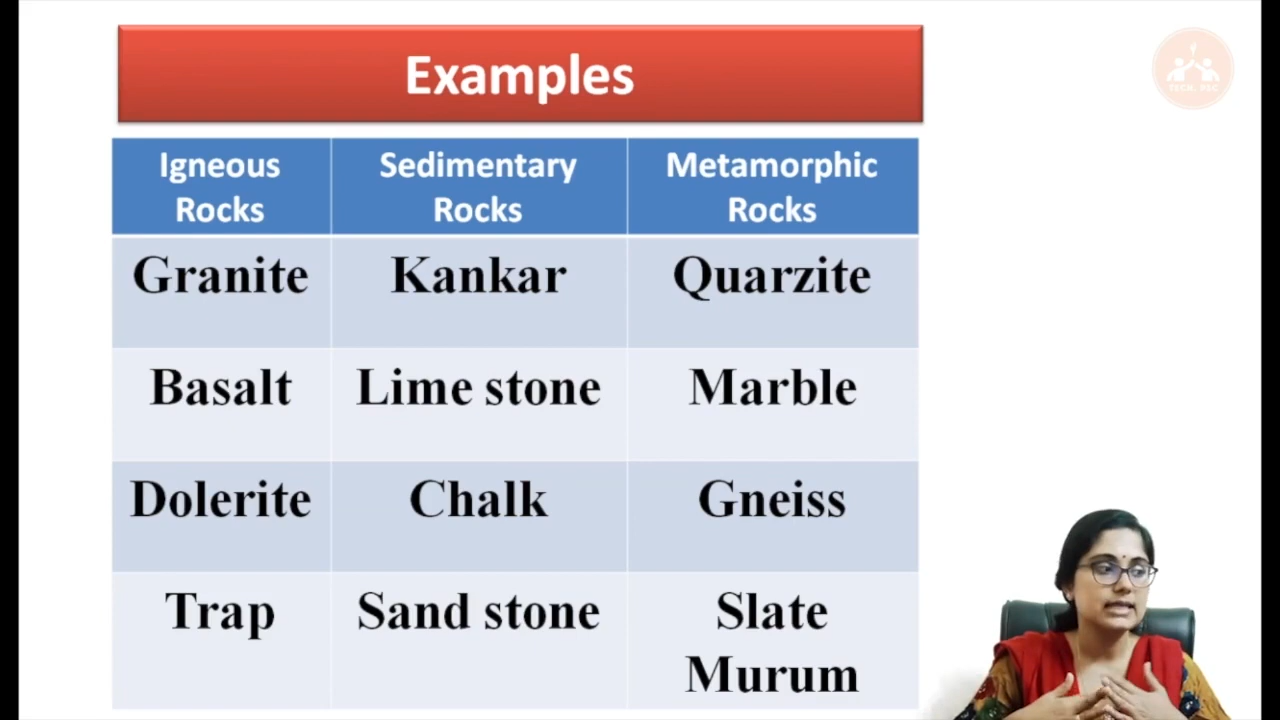 Examples
Igneous Rocks
Sedimentary Rocks
Metamorphic Rocks
Granite
Kankar
Quarzite
Basalt
Lime stone
Marble
Dolerite
Chalk
Gneiss
Trap
Sand stone
Slate
Murum